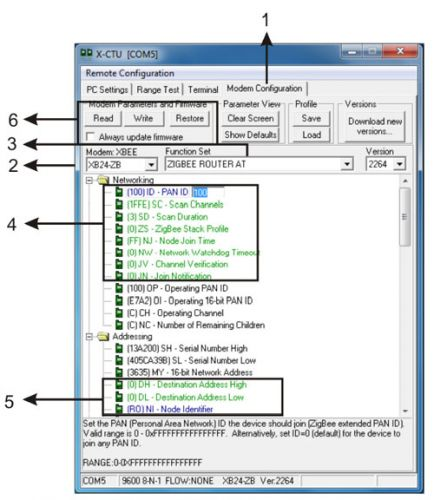 1
X-CTU [COM5]
Remote Configuration
PC Settings Range Test Terminal Modem Configuration
6
Modem Parameters and Firmware Parameter View Profile Versions
Read Write Restore Clear Screen Save Download new versions...
Always update firmware Show Defaults Load
3
Modem: XBEE Function Set Version
2
XB24-ZB ZIGBEE ROUTER AT 2264
Networking
4
(100) ID - PAN ID 100
(1FFE) SC - Scan Channels
(3) SD - Scan Duration
(0) ZS - ZigBee Stack Profile
(FF) NJ - Node Join Time
(0) NW - Network Watchdog Timeout
(0) JV - Channel Verification
(0) JN - Join Notification
(100) OP - Operating PAN ID
(E7A2) OI - Operating 16-bit PAN ID
(C) CH - Operating Channel
(C) NC - Number of Remaining Children
Addressing
(13A200) SH - Serial Number High
(405CA39B) SL - Serial Number Low
(3635) MY - 16-bit Network Address
5
(0) DH - Destination Address High
(0) DL - Destination Address Low
(RO) NI - Node Identifier
Set the PAN (Personal Area Network) ID the device should join (ZigBee extended PAN ID).
Valid range is 0 - 0xFFFFFFFFFFFFFFFF. Alternatively, set ID=0 (default) for the device to
join any PAN ID.
RANGE:0-0XFFFFFFFFFFFFFFFF
COM5 9600 8-N-1 FLOW:NONE XB24-ZB Ver:2264